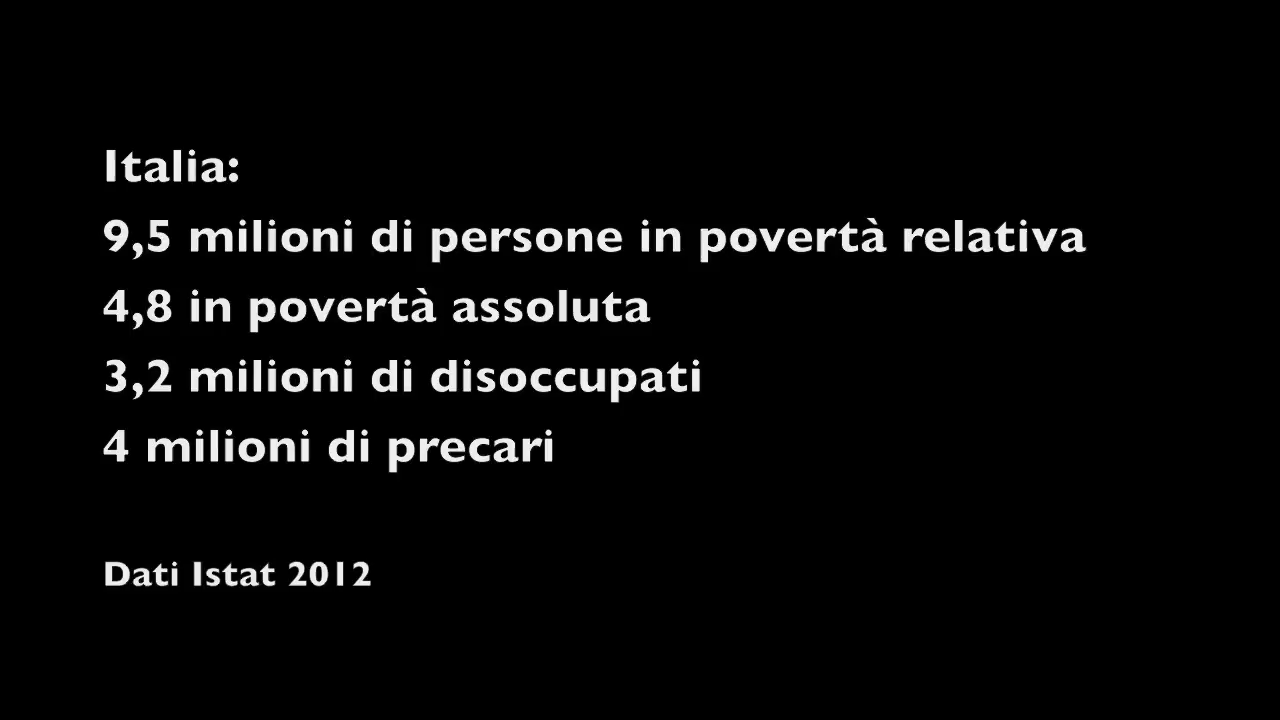 Italia:
9,5 milioni di persone in povertà relativa
4,8 in povertà assoluta
3,2 milioni di disoccupati
4 milioni di precari
Dati Istat 2012